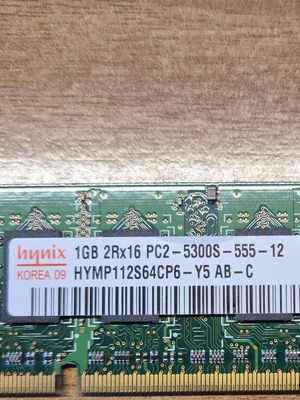 hynix 1GB 2Rx16 PC2-5300S-555-12
KOREA 09 HYMP112S64CP6-Y5 AB-C